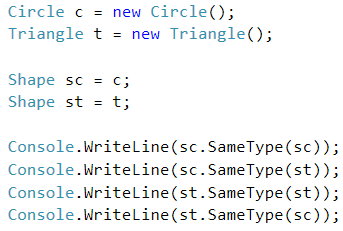 Circle c = new Circle();
Triangle t = new Triangle();
Shape sc = c;
Shape st = t;
Console.WriteLine(sc.SameType(sc));
Console.WriteLine(sc.SameType(st));
Console.WriteLine(st.SameType(st));
Console.WriteLine(st.SameType(sc));